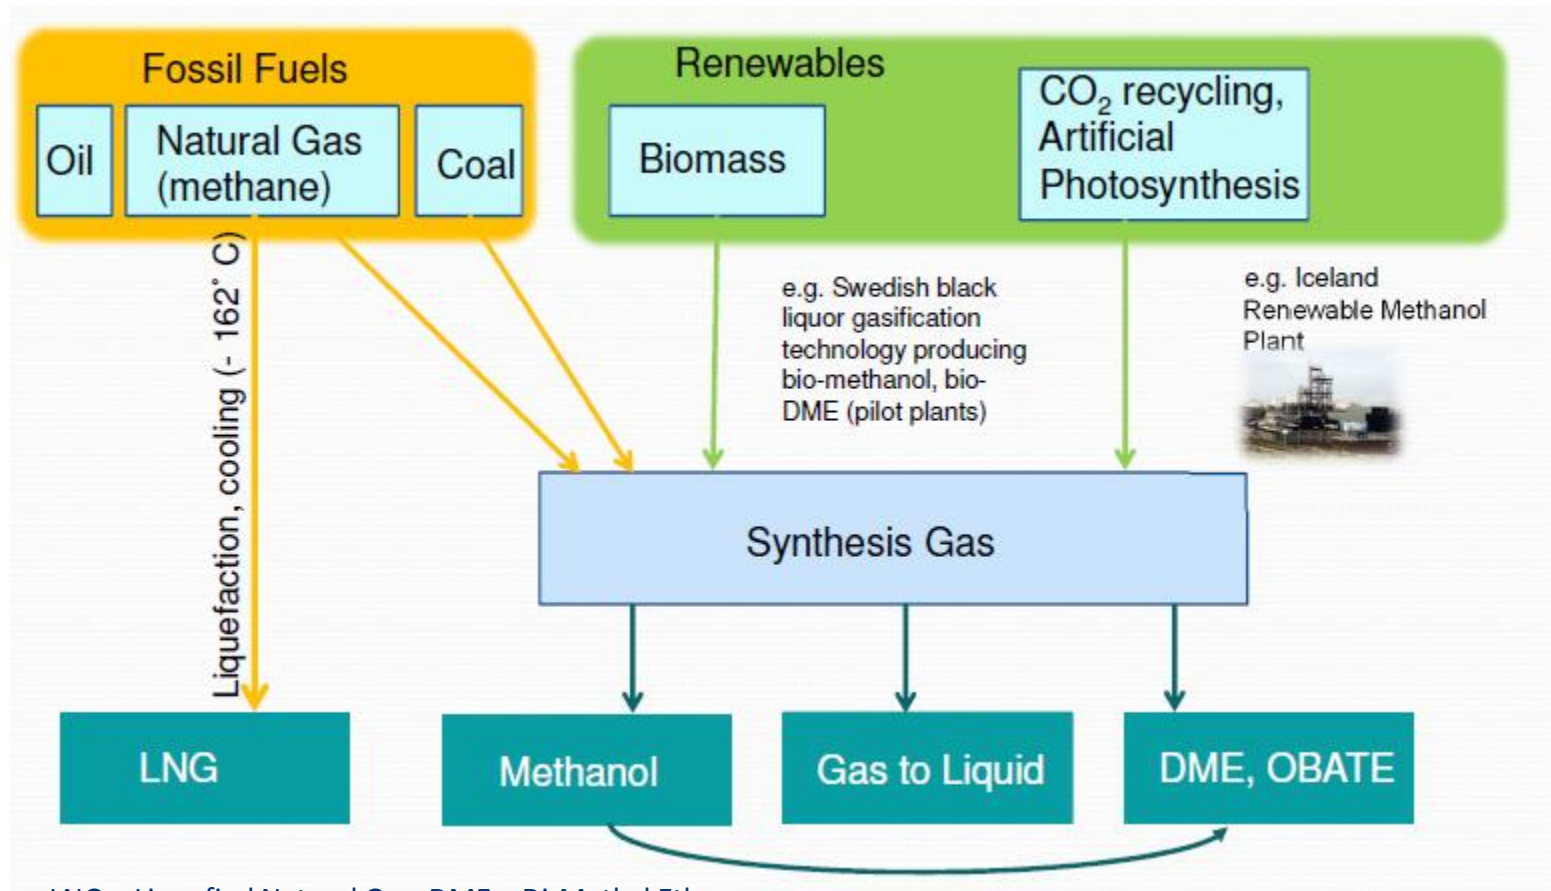 Fossil Fuels
Oil
Natural Gas
(methane)
Coal
Renewables
Biomass
CO₂ recycling,
Artificial
Photosynthesis
Liquefaction, cooling (- 162° C)
e.g. Swedish black
liquor gasification
technology producing
bio-methanol, bio-
DME (pilot plants)
e.g. Iceland
Renewable Methanol
Plant
Synthesis Gas
LNG
Methanol
Gas to Liquid
DME, OBATE